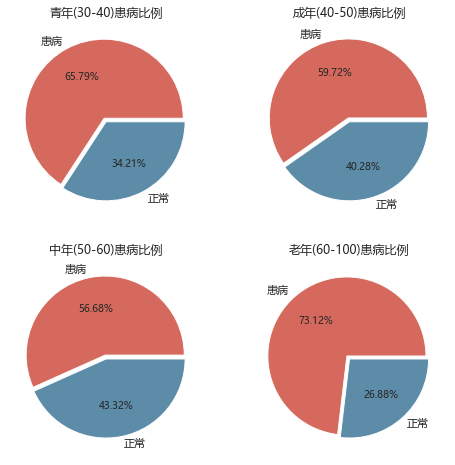 青年(30-40)患病比例
患病
65.79%
34.21%
正常
成年(40-50)患病比例
患病
59.72%
40.28%
正常
中年(50-60)患病比例
患病
56.68%
43.32%
正常
老年(60-100)患病比例
患病
73.12%
26.88%
正常